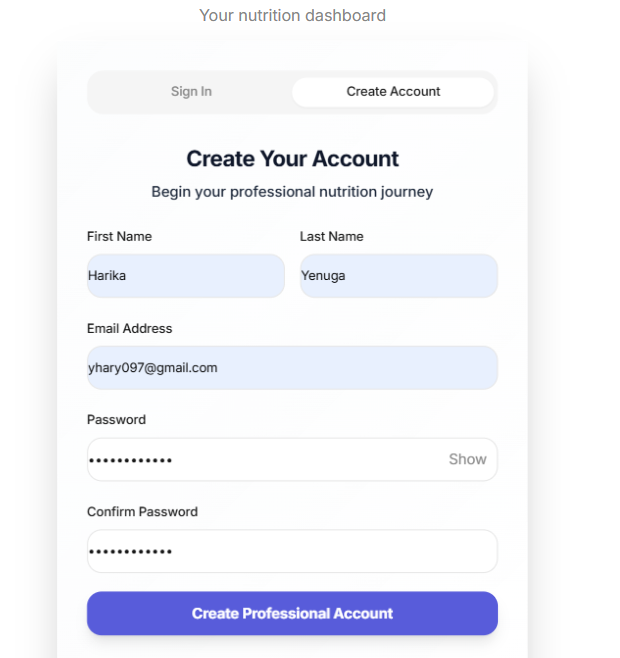 Your nutrition dashboard
Sign In Create Account
Create Your Account
Begin your professional nutrition journey
First Name Last Name
Harika Yenuga
Email Address
yhary097@gmail.com
Password
•••••••••••• Show
Confirm Password
••••••••••••
Create Professional Account